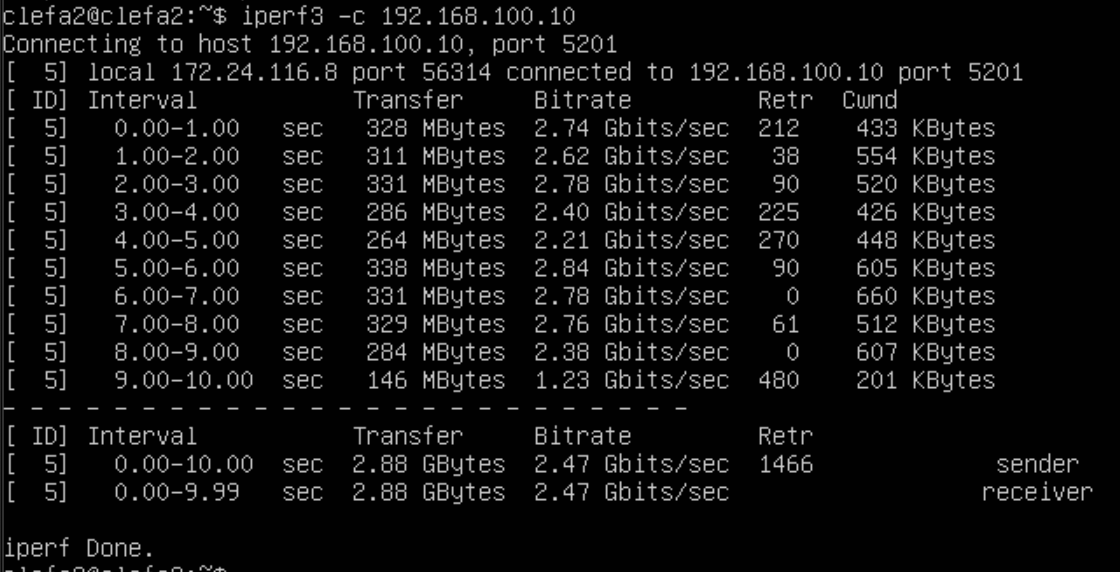 clefa2@clefa2:~$ iperf3 -c 192.168.100.10
Connecting to host 192.168.100.10, port 5201
[  5] local 172.24.116.8 port 56314 connected to 192.168.100.10 port 5201
[ ID] Interval           Transfer     Bitrate         Retr  Cwnd
[  5]   0.00-1.00   sec   328 MBytes  2.74 Gbits/sec  212    433 KBytes
[  5]   1.00-2.00   sec   311 MBytes  2.62 Gbits/sec   38    554 KBytes
[  5]   2.00-3.00   sec   331 MBytes  2.78 Gbits/sec   90    520 KBytes
[  5]   3.00-4.00   sec   286 MBytes  2.40 Gbits/sec  225    426 KBytes
[  5]   4.00-5.00   sec   264 MBytes  2.21 Gbits/sec  270    448 KBytes
[  5]   5.00-6.00   sec   338 MBytes  2.84 Gbits/sec   90    605 KBytes
[  5]   6.00-7.00   sec   331 MBytes  2.78 Gbits/sec    0    660 KBytes
[  5]   7.00-8.00   sec   329 MBytes  2.76 Gbits/sec   61    512 KBytes
[  5]   8.00-9.00   sec   284 MBytes  2.38 Gbits/sec    0    607 KBytes
[  5]   9.00-10.00  sec   146 MBytes  1.23 Gbits/sec  480    201 KBytes
- - - - - - - - - - - - - - - - - - - - - - - - -
[ ID] Interval           Transfer     Bitrate         Retr
[  5]   0.00-10.00  sec  2.88 GBytes  2.47 Gbits/sec  1466             sender
[  5]   0.00-9.99   sec  2.88 GBytes  2.47 Gbits/sec                  receiver
iperf Done.
clefa2@clefa2:~$